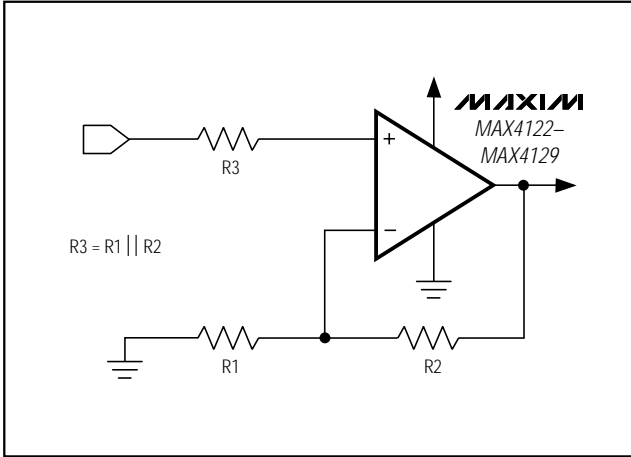 MAXIM
MAX4122–
MAX4129
+
R3
−
R3 = R1 || R2
R1
R2